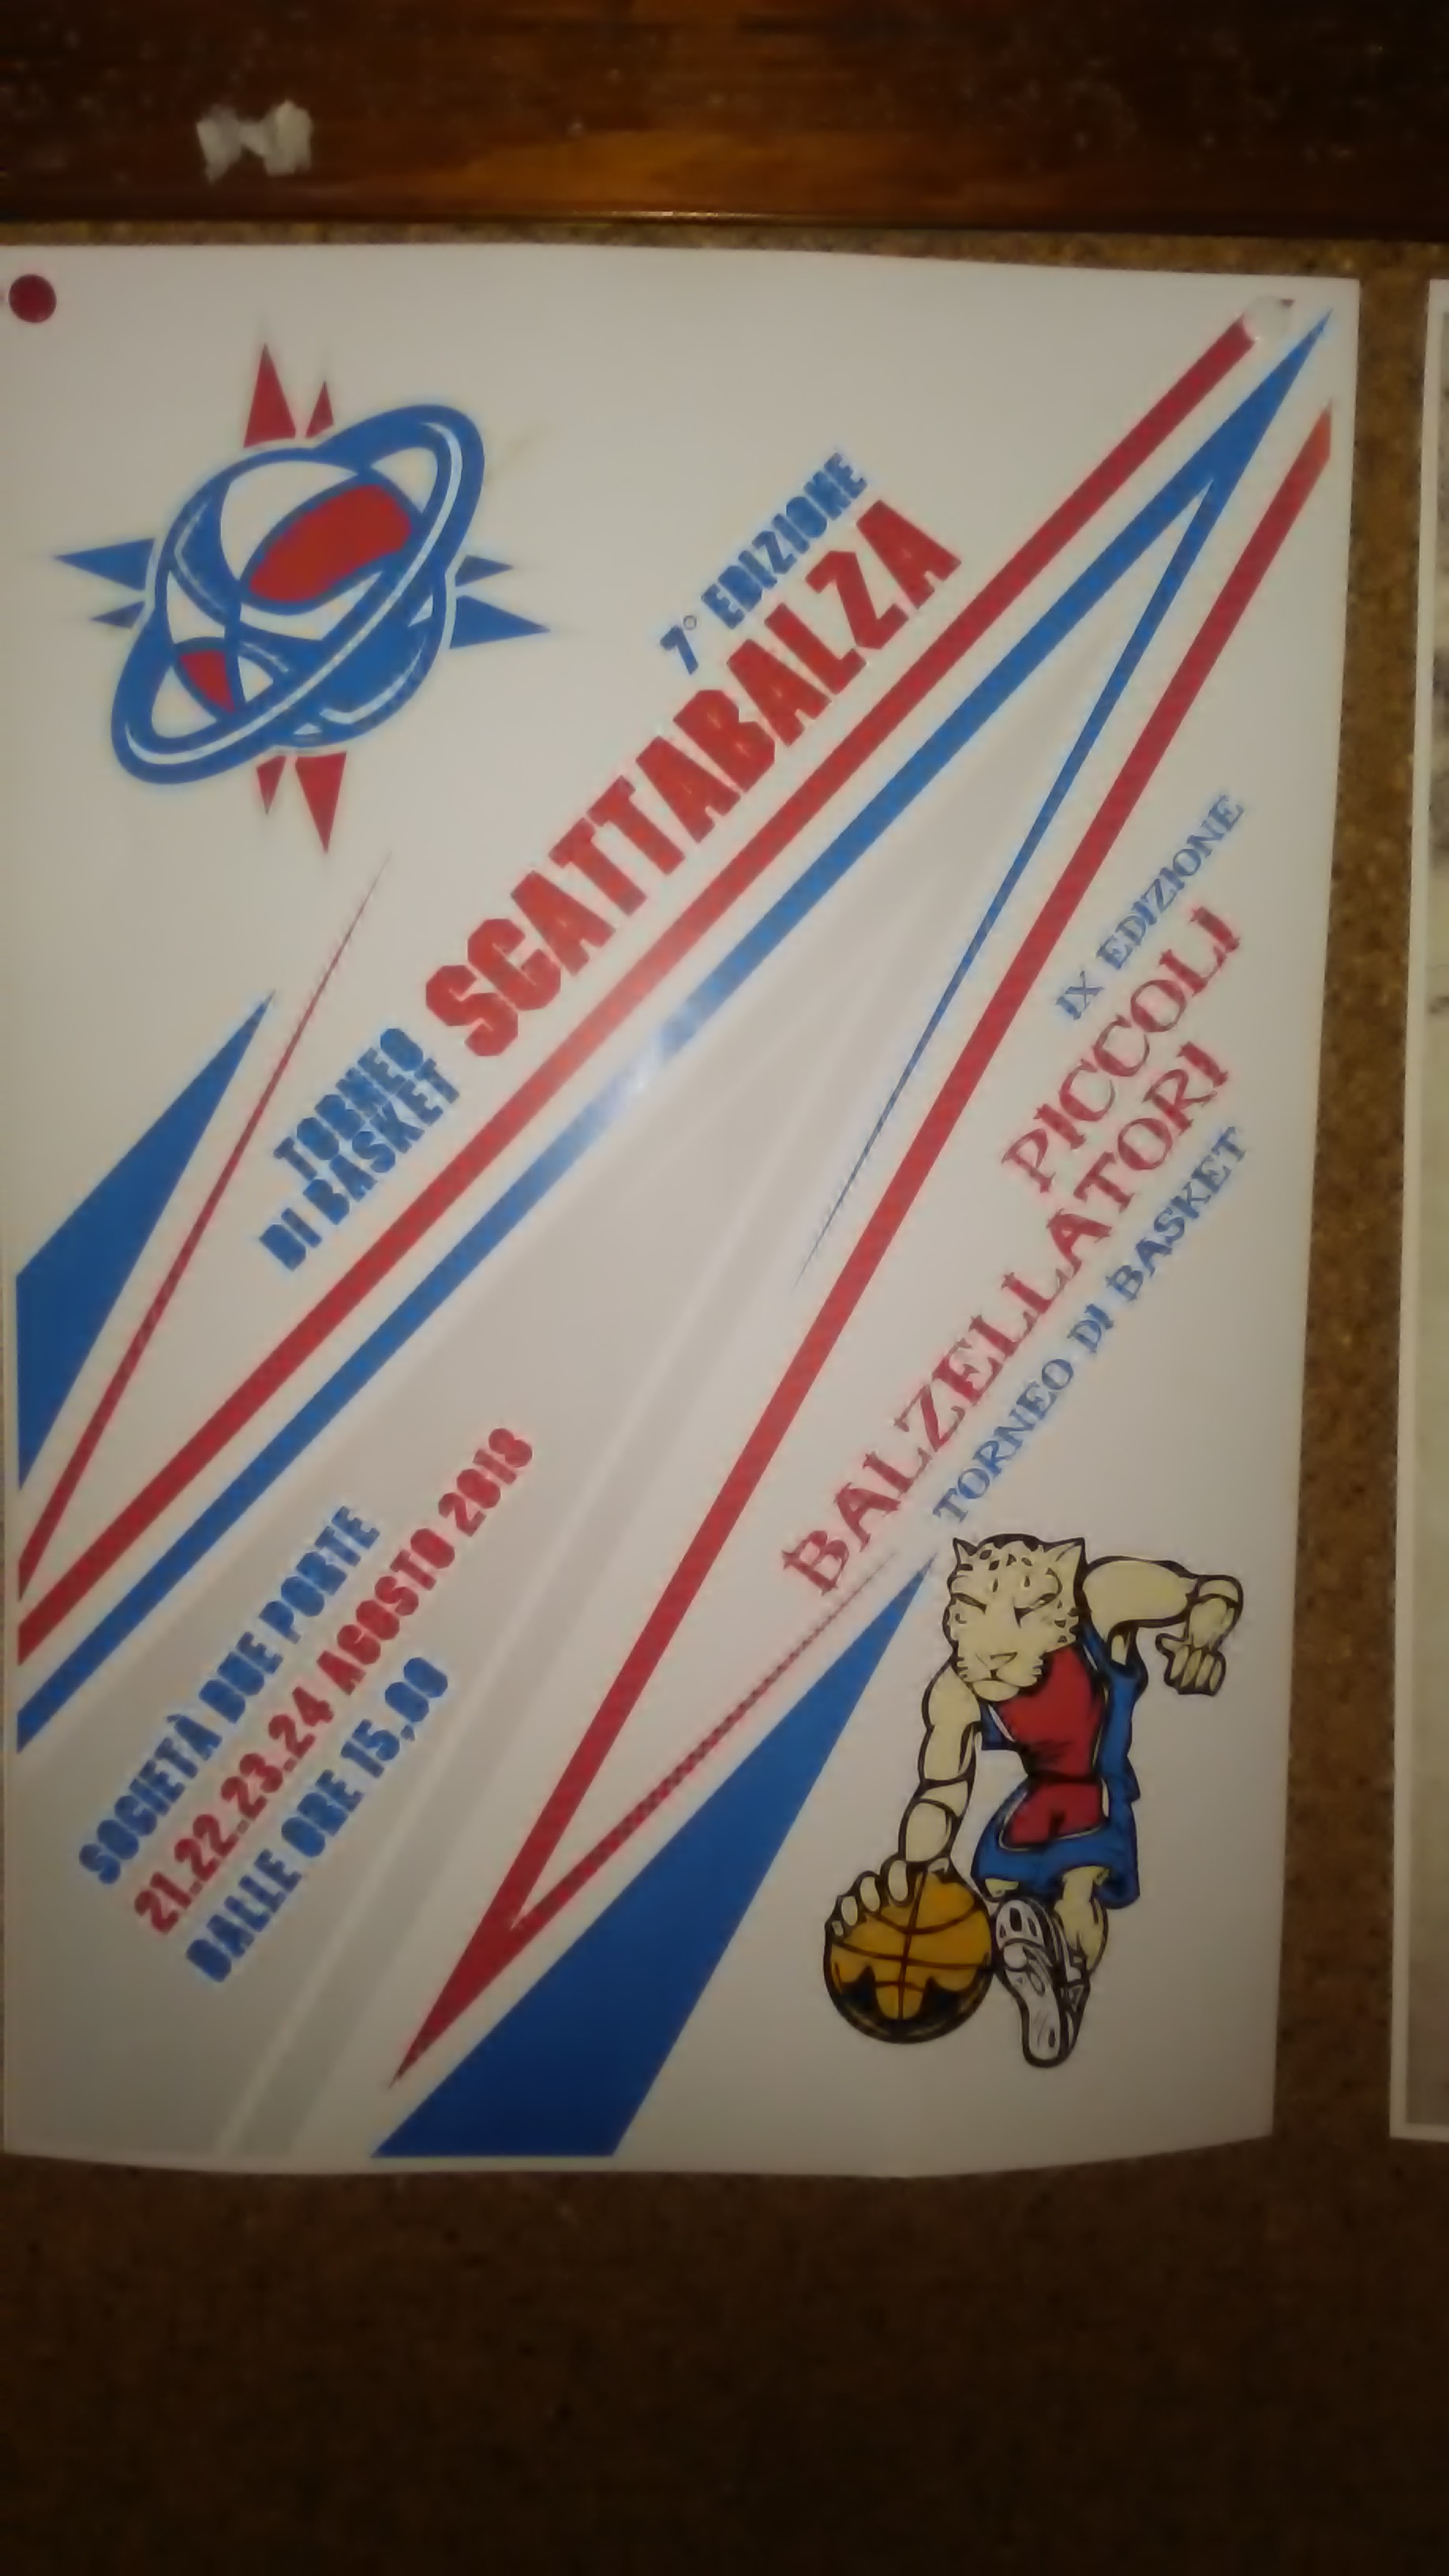 7° EDIZIONE
SCATTABALZA
TORNEO
DI BASKET
IX EDIZIONE
PICCOLI
BALZELLATORI
TORNEO DI BASKET
SOCIETÀ DUE PORTE
21.22.23.24 AGOSTO 2018
DALLE ORE 15,00